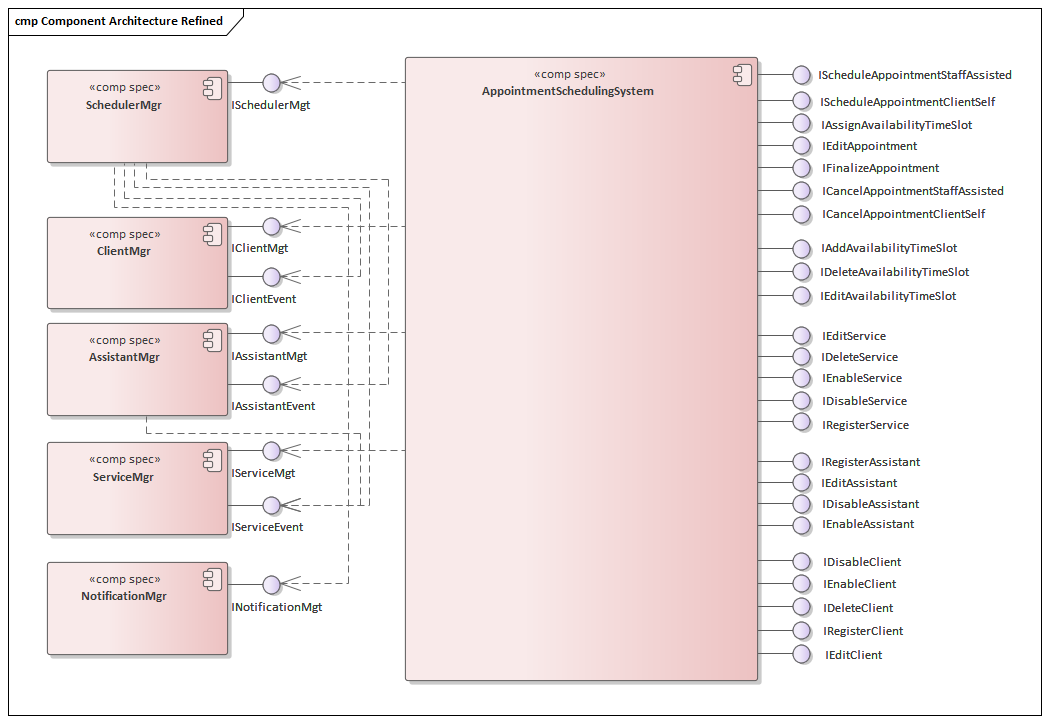 cmp Component Architecture Refined
«comp spec»
SchedulerMgr
ISchedulerMgt
«comp spec»
ClientMgr
IClientMgt
IClientEvent
«comp spec»
AssistantMgr
IAssistantMgt
IAssistantEvent
«comp spec»
ServiceMgr
IServiceMgt
IServiceEvent
«comp spec»
NotificationMgr
INotificationMgt
«comp spec»
AppointmentSchedulingSystem
IScheduleAppointmentStaffAssisted
IScheduleAppointmentClientSelf
IAssignAvailabilityTimeSlot
IEditAppointment
IFinalizeAppointment
ICancelAppointmentStaffAssisted
ICancelAppointmentClientSelf
IAddAvailabilityTimeSlot
IDeleteAvailabilityTimeSlot
IEditAvailabilityTimeSlot
IEditService
IDeleteService
IEnableService
IDisableService
IRegisterService
IRegisterAssistant
IEditAssistant
IDisableAssistant
IEnableAssistant
IDisableClient
IEnableClient
IDeleteClient
IRegisterClient
IEditClient